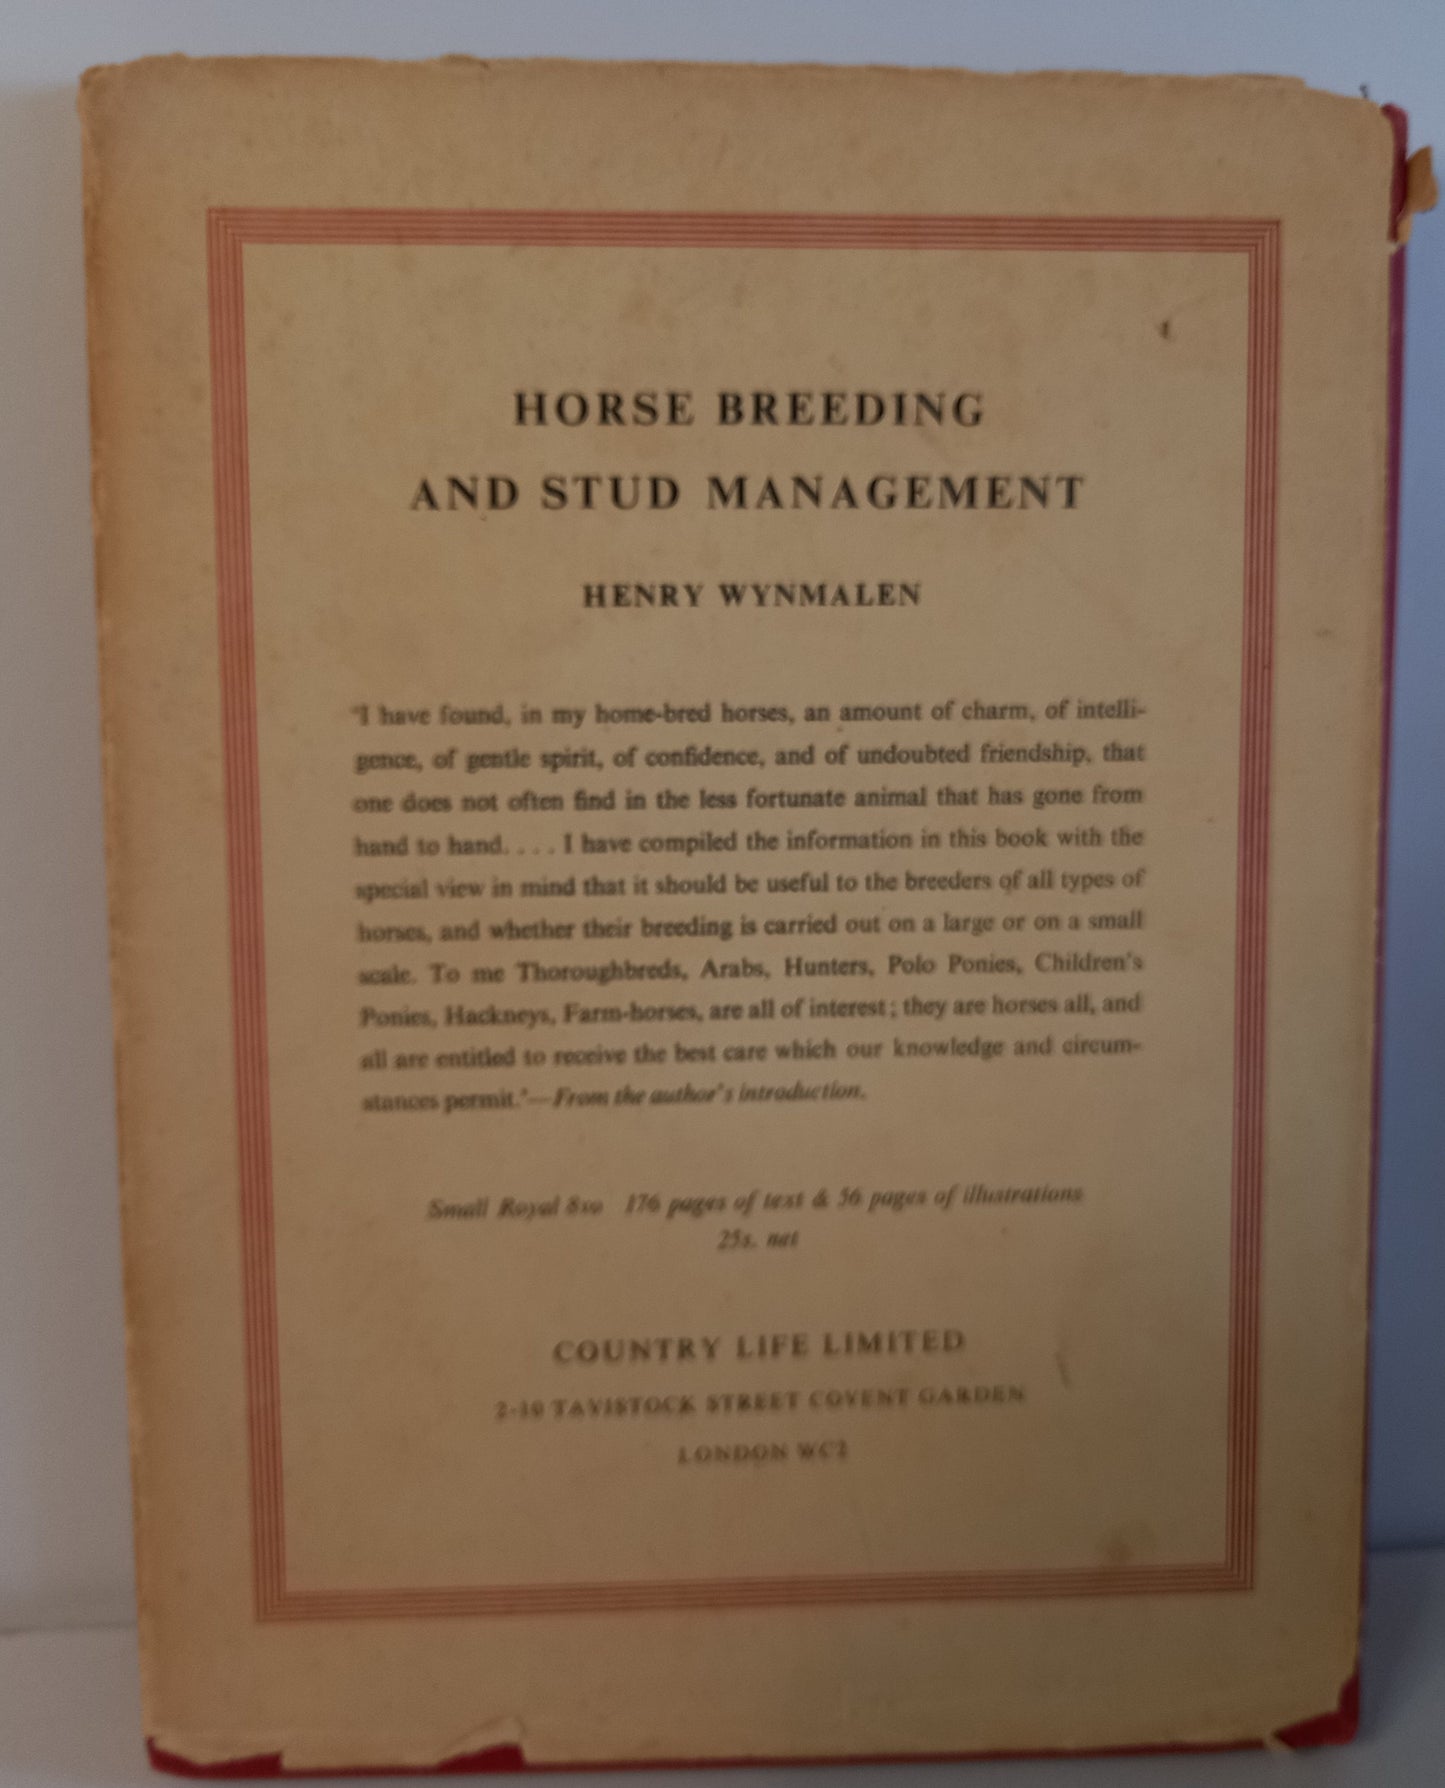 HORSE BREEDING
AND STUD MANAGEMENT
HENRY WYNMALEN
"I have found, in my home-bred horses, an amount of charm, of intelli-
gence, of gentle spirit, of confidence, and of undoubted friendship, that
one does not often find in the less fortunate animal that has gone from
hand to hand. . . . I have compiled the information in this book with the
special view in mind that it should be useful to the breeders of all types of
horses, and whether their breeding is carried out on a large or on a small
scale. To me Thoroughbreds, Arabs, Hunters, Polo Ponies, Children's
Ponies, Hackneys, Farm-horses, are all of interest; they are horses all, and
all are entitled to receive the best care which our knowledge and circum-
stances permit."—From the author's introduction.
Small Royal 8vo 176 pages of text & 56 pages of illustrations
25s. net
COUNTRY LIFE LIMITED
2-10 TAVISTOCK STREET COVENT GARDEN
LONDON WC2